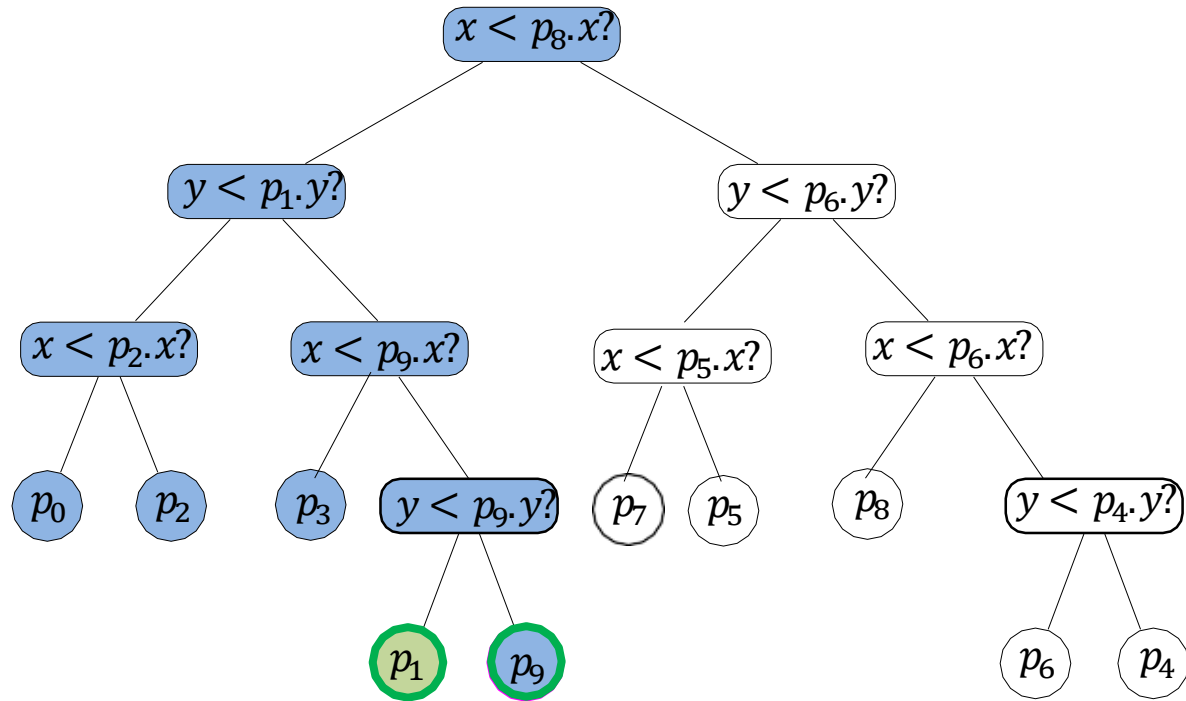 x < p₈.x?
y < p₁.y?
y < p₆.y?
x < p₂.x?
x < p₉.x?
x < p₅.x?
x < p₆.x?
p₀
p₂
p₃
y < p₉.y?
p₇
p₅
p₈
y < p₄.y?
p₁
p₉
p₆
p₄